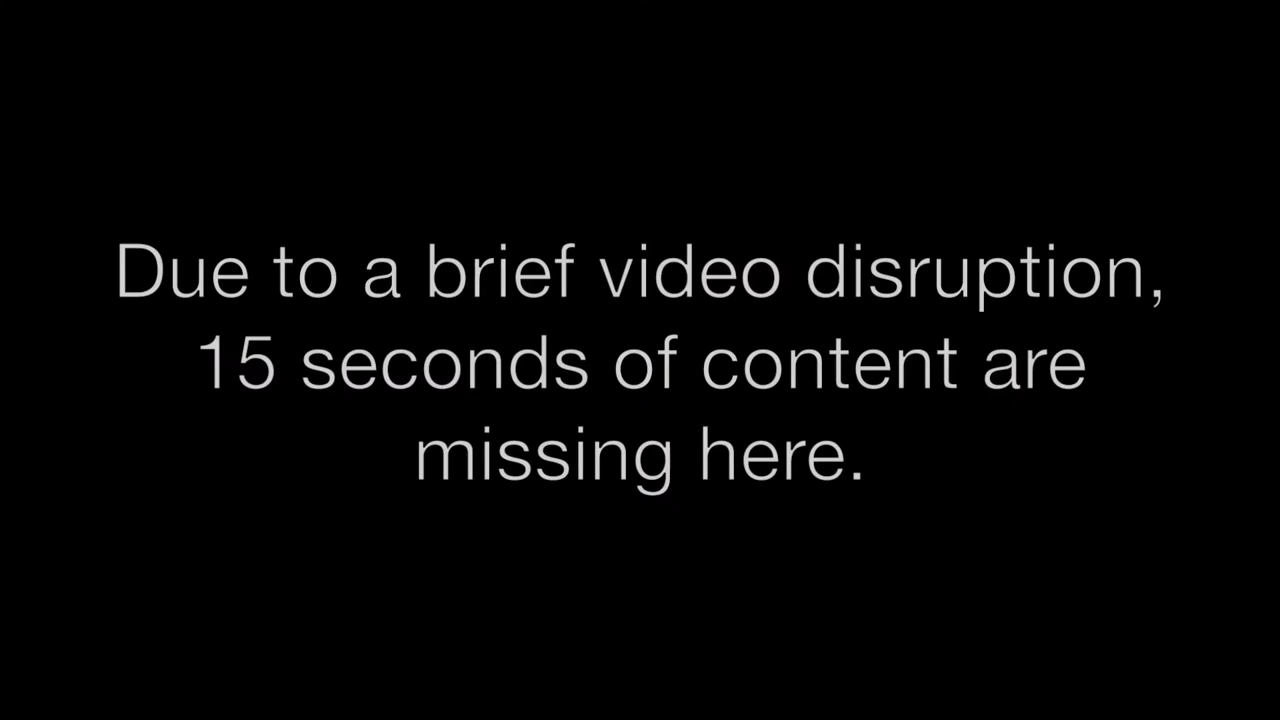 Due to a brief video disruption,
15 seconds of content are
missing here.